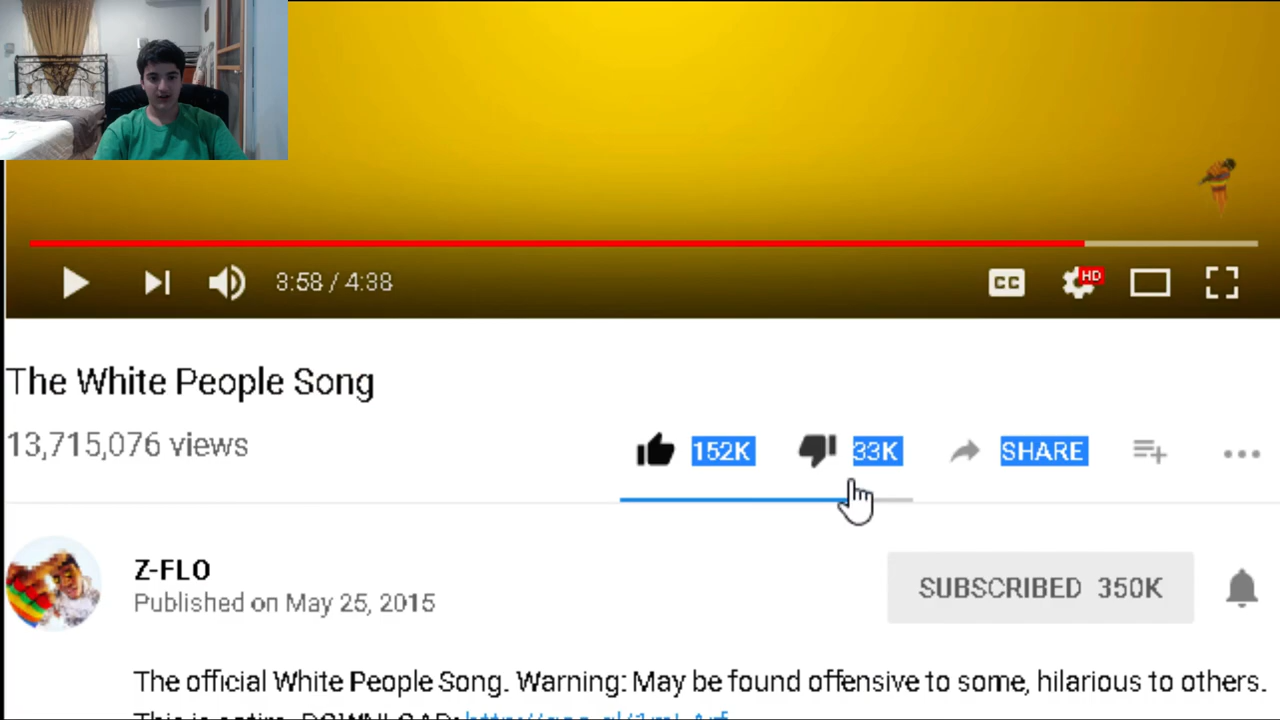 3:58 / 4:38
CC
HD
The White People Song
13,715,076 views
152K 33K SHARE
Z-FLO
SUBSCRIBED 350K
Published on May 25, 2015
The official White People Song. Warning: May be found offensive to some, hilarious to others.
DOWNLOAD: